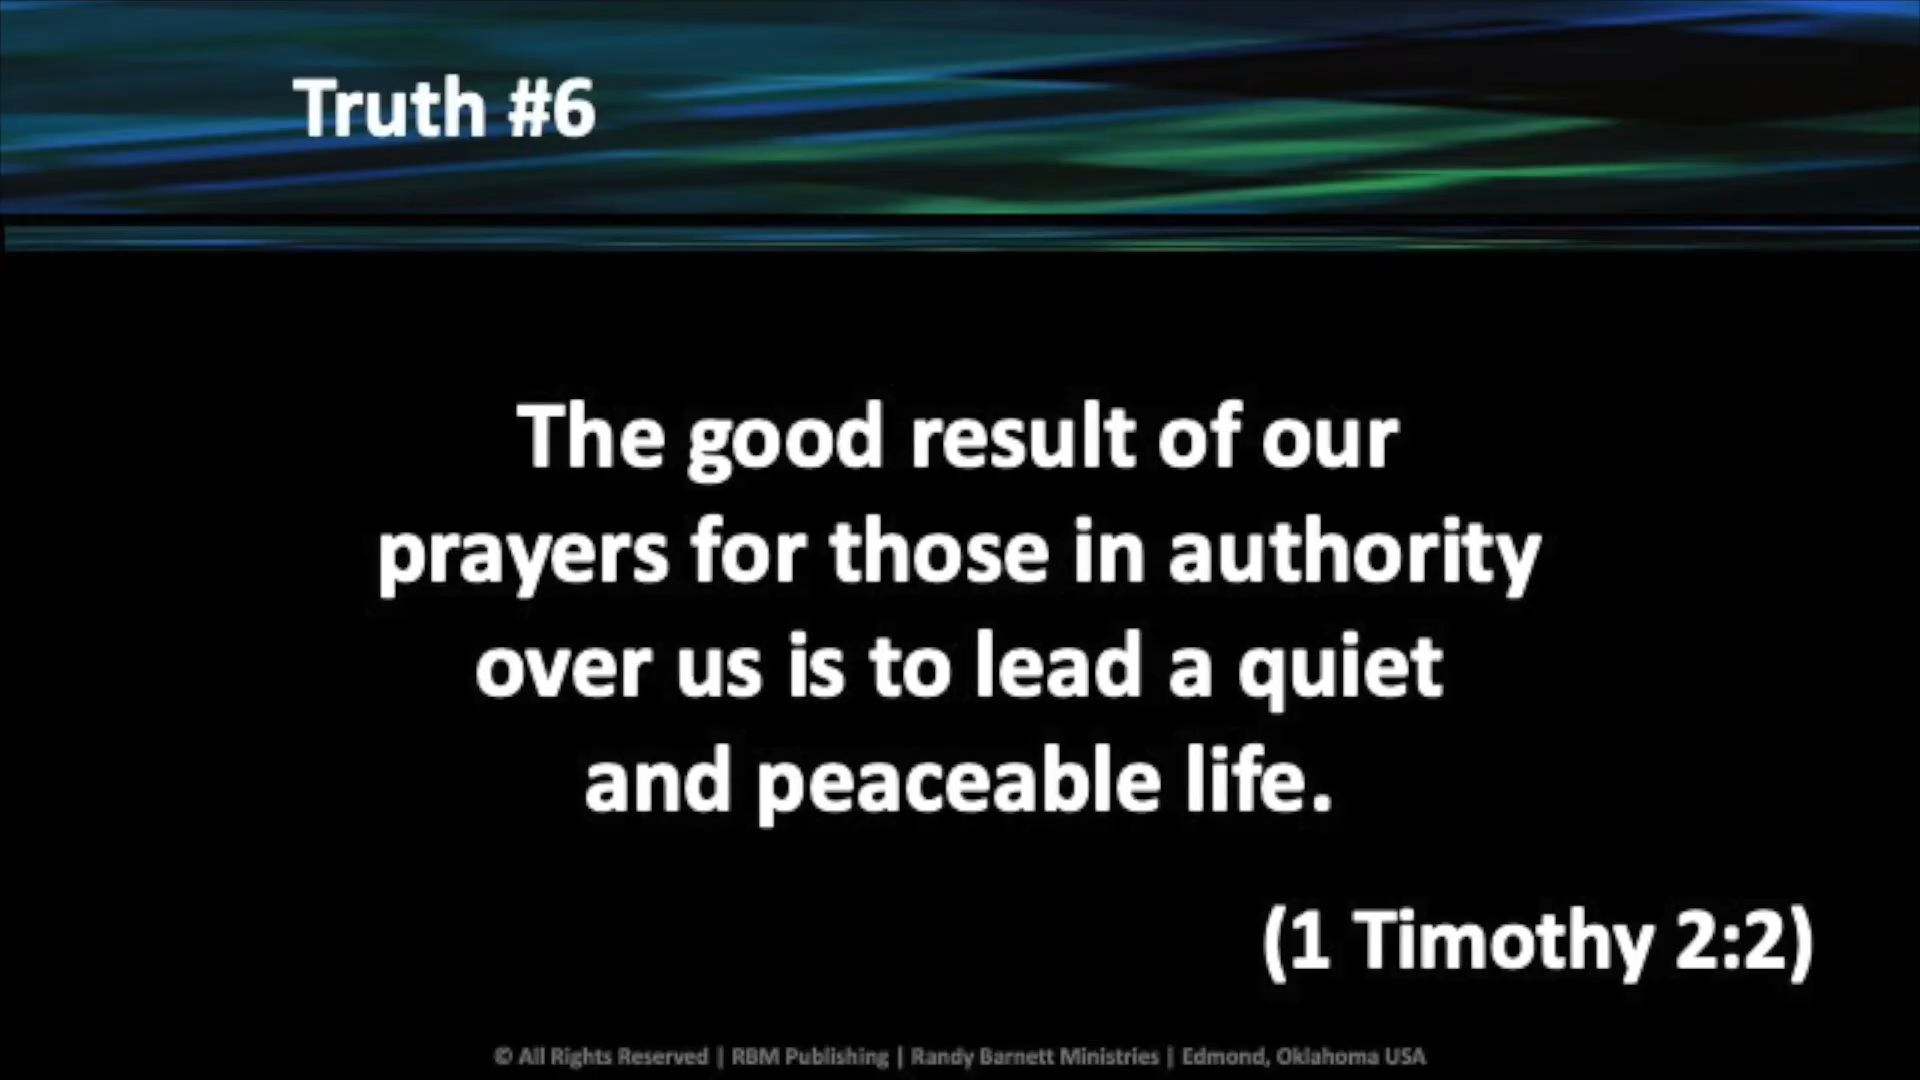 Truth #6
The good result of our
prayers for those in authority
over us is to lead a quiet
and peaceable life.
(1 Timothy 2:2)
© All Rights Reserved | RBM Publishing | Randy Barnett Ministries | Edmond, Oklahoma USA